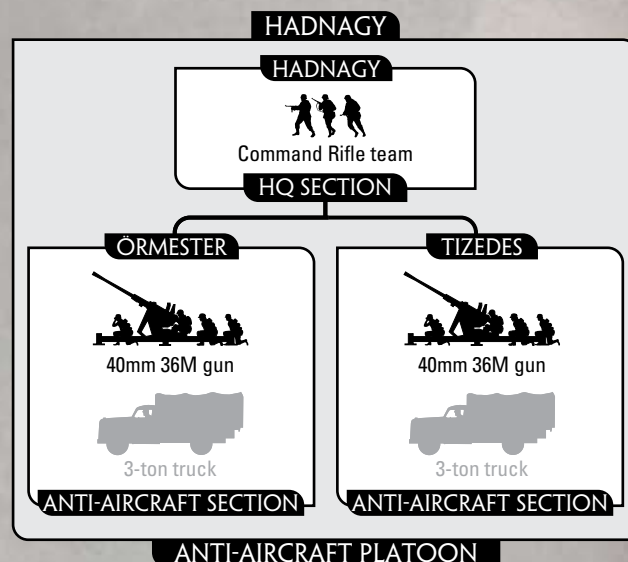 HADNAGY
HADNAGY
Command Rifle team
HQ SECTION
ÖRMESTER
40mm 36M gun
3-ton truck
ANTI-AIRCRAFT SECTION
TIZEDES
40mm 36M gun
3-ton truck
ANTI-AIRCRAFT SECTION
ANTI-AIRCRAFT PLATOON